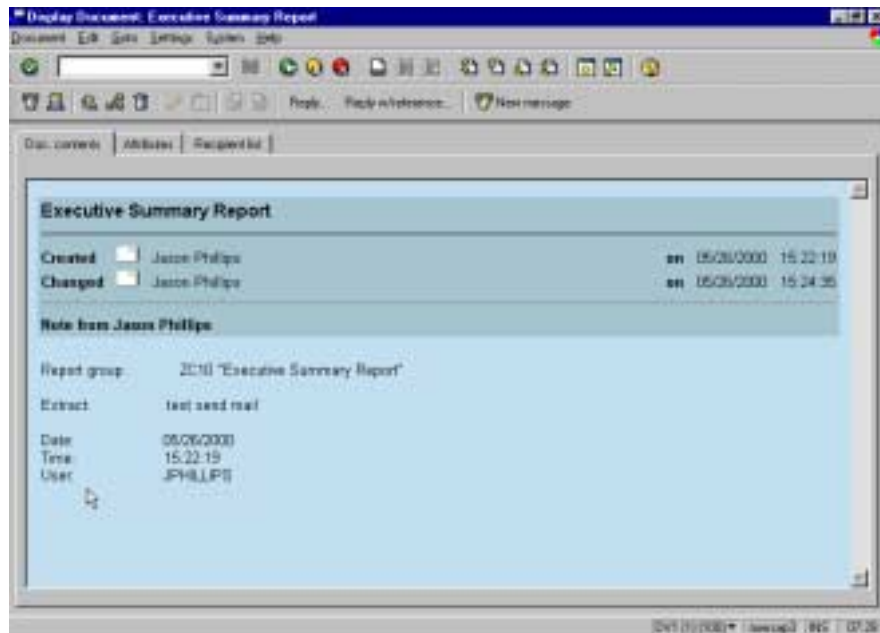 Display Document: Executive Summary Report
Document Edit Goto Settings System Help
Reply... Reply w/reference... New message
Doc. contents Attributes Recipient list
Executive Summary Report
Created Jason Phillips on 05/26/2000 15:22:19
Changed Jason Phillips on 05/26/2000 15:24:35
Note from Jason Phillips
Report group: "Executive Summary Report"
Extract: test send mail
Date: 05/26/2000
Time: 15:22:19
User: JPHILLIPS
INS